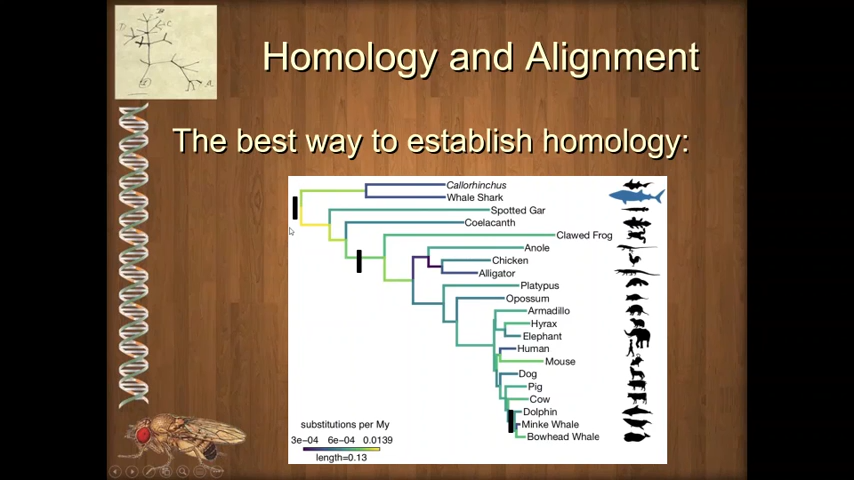 Homology and Alignment
The best way to establish homology:
Callorhinchus
Whale Shark
Spotted Gar
Coelacanth
Clawed Frog
Anole
Chicken
Alligator
Platypus
Opossum
Armadillo
Hyrax
Elephant
Human
Mouse
Dog
Pig
Cow
Dolphin
Minke Whale
Bowhead Whale
substitutions per My
3e-04 6e-04 0.0139
length=0.13